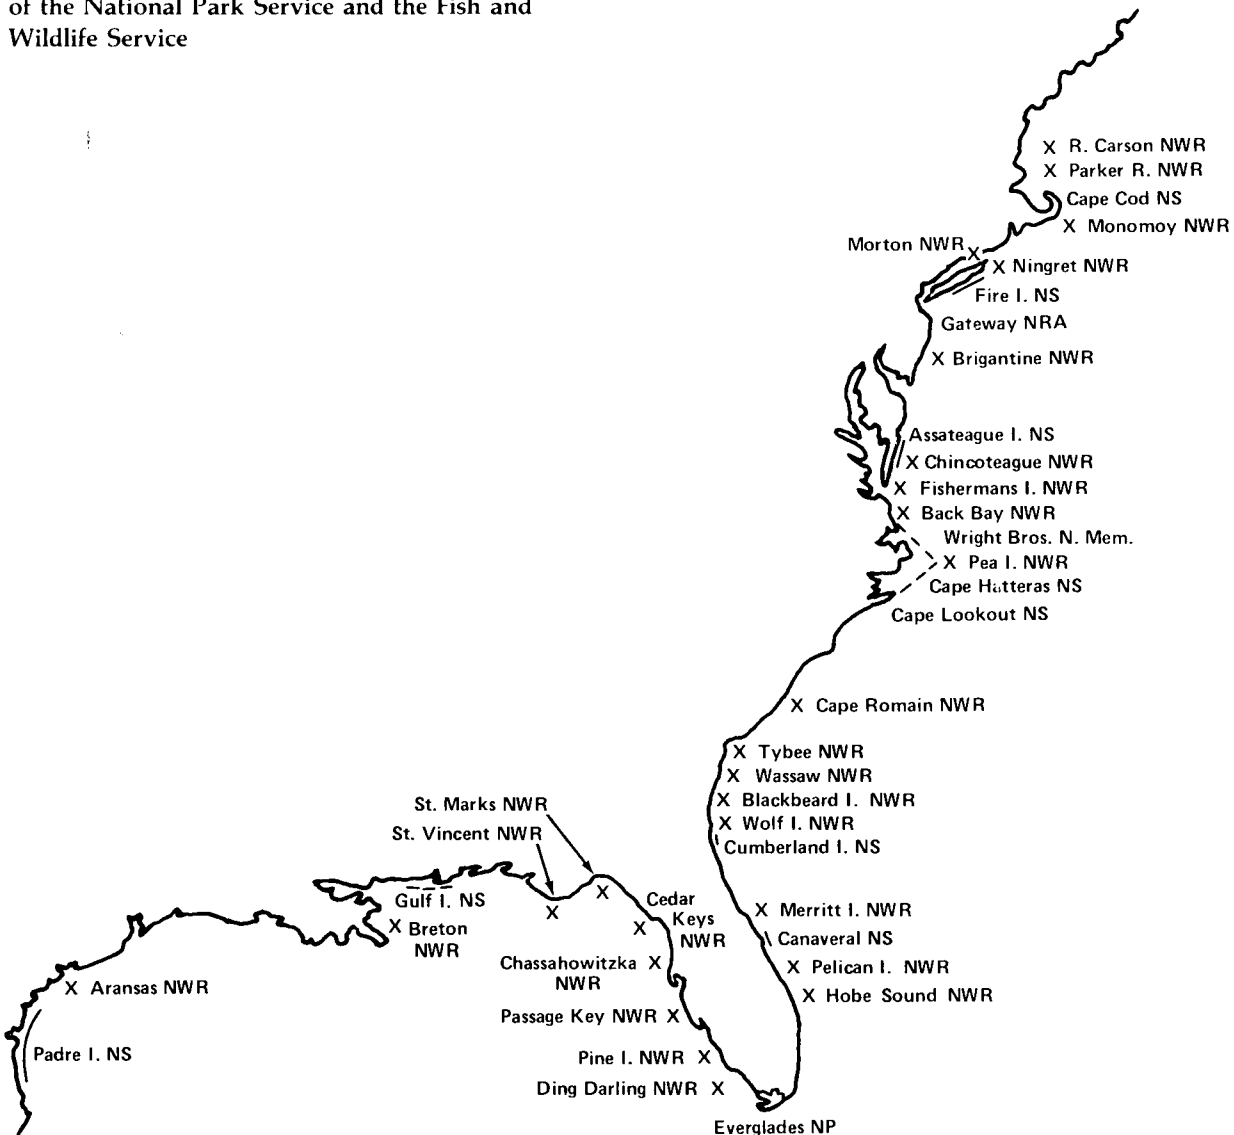 of the National Park Service and the Fish and
Wildlife Service
X R. Carson NWR
X Parker R. NWR
Cape Cod NS
X Monomoy NWR
Morton NWR X
X Ningret NWR
Fire I. NS
Gateway NRA
X Brigantine NWR
Assateague I. NS
X Chincoteague NWR
X Fishermans I. NWR
X Back Bay NWR
Wright Bros. N. Mem.
X Pea I. NWR
Cape Hatteras NS
Cape Lookout NS
X Cape Romain NWR
X Tybee NWR
X Wassaw NWR
X Blackbeard I. NWR
X Wolf I. NWR
Cumberland I. NS
X Merritt I. NWR
Canaveral NS
X Pelican I. NWR
X Hobe Sound NWR
St. Marks NWR
X
St. Vincent NWR
X
Cedar
Keys
X NWR
Gulf I. NS
X Breton
NWR
Chassahowitzka X
NWR
Passage Key NWR X
Pine I. NWR X
Ding Darling NWR X
Everglades NP
X Aransas NWR
Padre I. NS